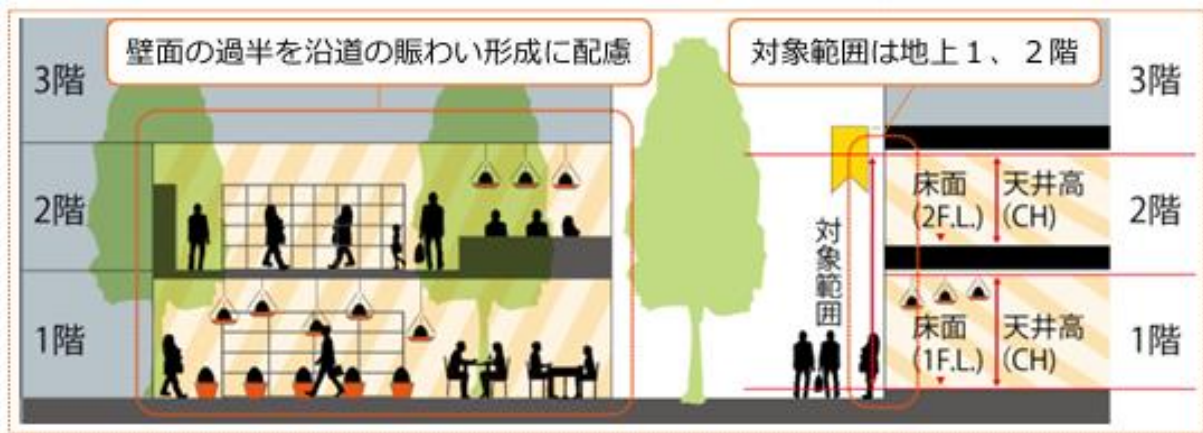 壁面の過半を沿道の賑わい形成に配慮
対象範囲は地上１、２階
3階
2階
1階
対象範囲
床面
(2F.L.)
天井高
(CH)
床面
(1F.L.)
天井高
(CH)
3階
2階
1階